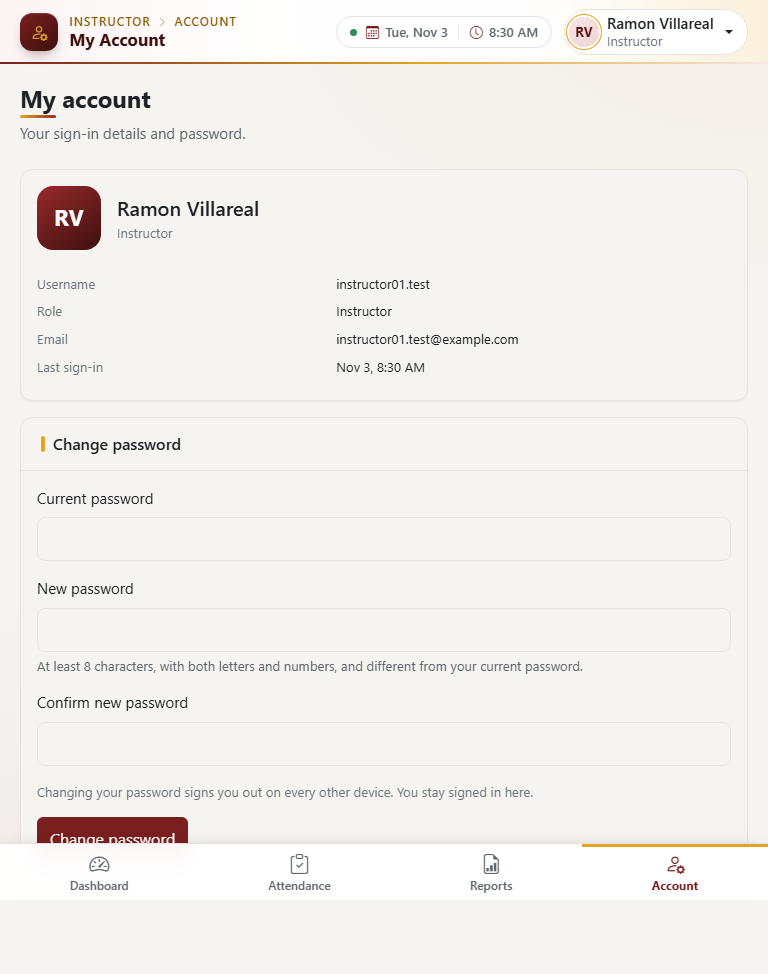 INSTRUCTOR > ACCOUNT
My Account
Tue, Nov 3
8:30 AM
RV
Ramon Villareal
Instructor
My account
Your sign-in details and password.
RV
Ramon Villareal
Instructor
Username instructor01.test
Role Instructor
Email instructor01.test@example.com
Last sign-in Nov 3, 8:30 AM
Change password
Current password
New password
At least 8 characters, with both letters and numbers, and different from your current password.
Confirm new password
Changing your password signs you out on every other device. You stay signed in here.
Change password
Dashboard Attendance Reports Account